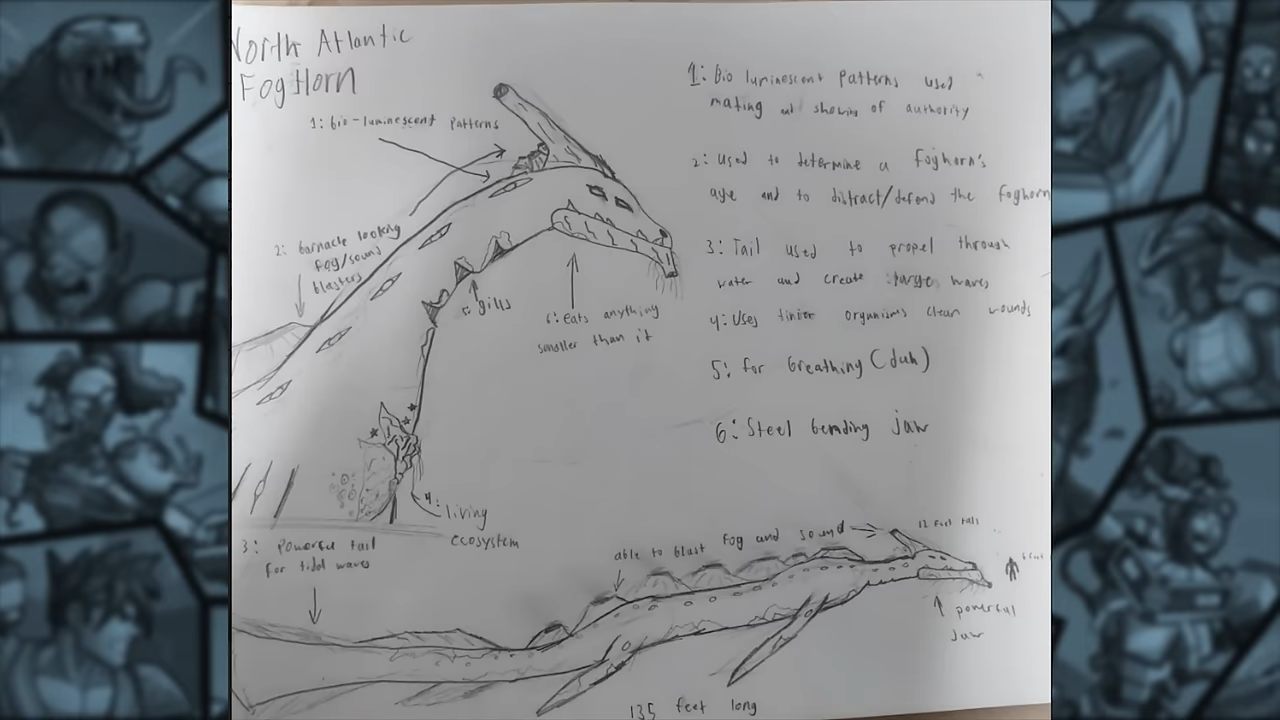 North Atlantic
FogHorn
1: bio-luminescent patterns
2: barnacle looking
fog/sound
blasters
5: gills
6: eats anything
smaller than it
4:
living
ecosystem
3: Powerful tail
for tidal waves
1: Bio luminescent patterns used
mating and showing of authority
2: Used to determine a Foghorn's
age and to distract/defend the foghorn
3: Tail used to propel through
water and create large waves
4: Uses organisms clean wounds
5: for breathing (duh)
6: Steel bending jaw
able to blast fog and sound
12 feet tall
powerful
jaw
135 feet long